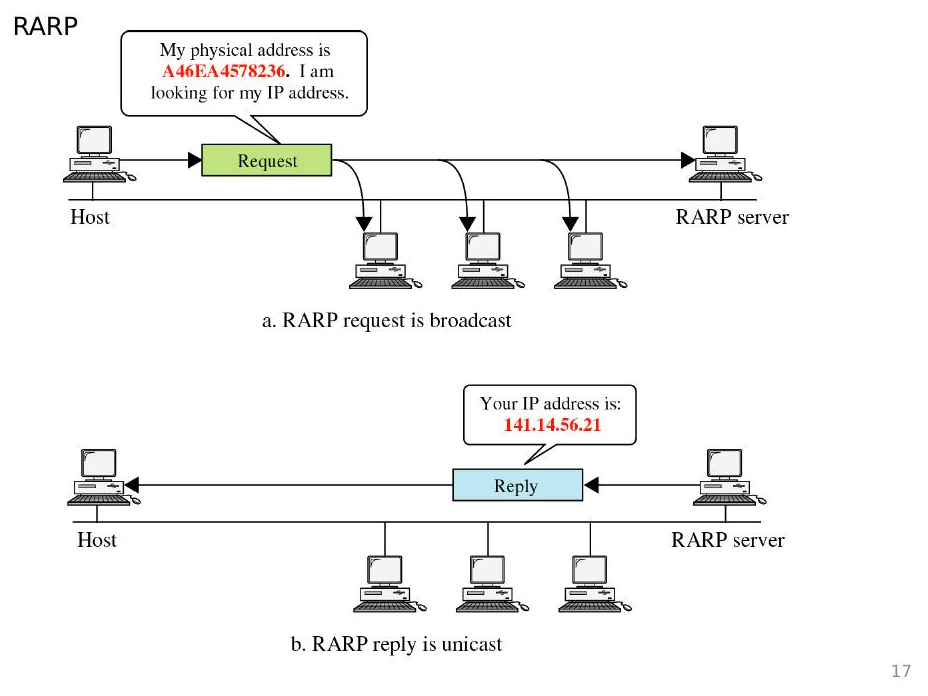 RARP
My physical address is
A46EA4578236. I am
looking for my IP address.
Request
Host
RARP server
a. RARP request is broadcast
Your IP address is:
141.14.56.21
Reply
Host
RARP server
b. RARP reply is unicast
17